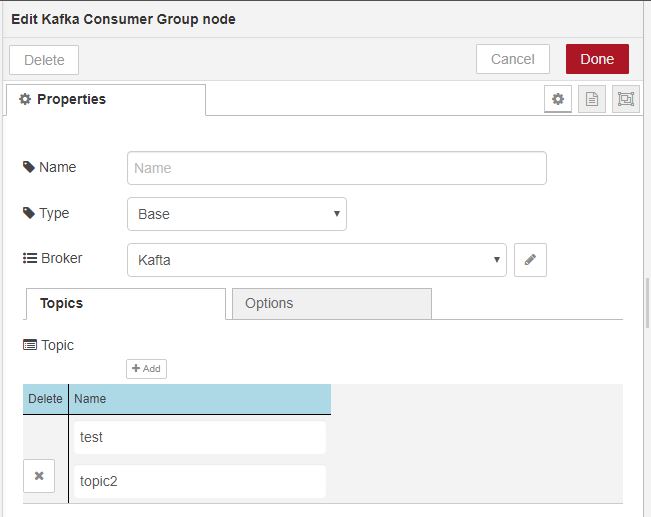 Edit Kafka Consumer Group node
Delete
Cancel
Done
Properties
Name
Name
Type
Base
Broker
Kafta
Topics
Options
Topic
+ Add
Delete
Name
test
topic2